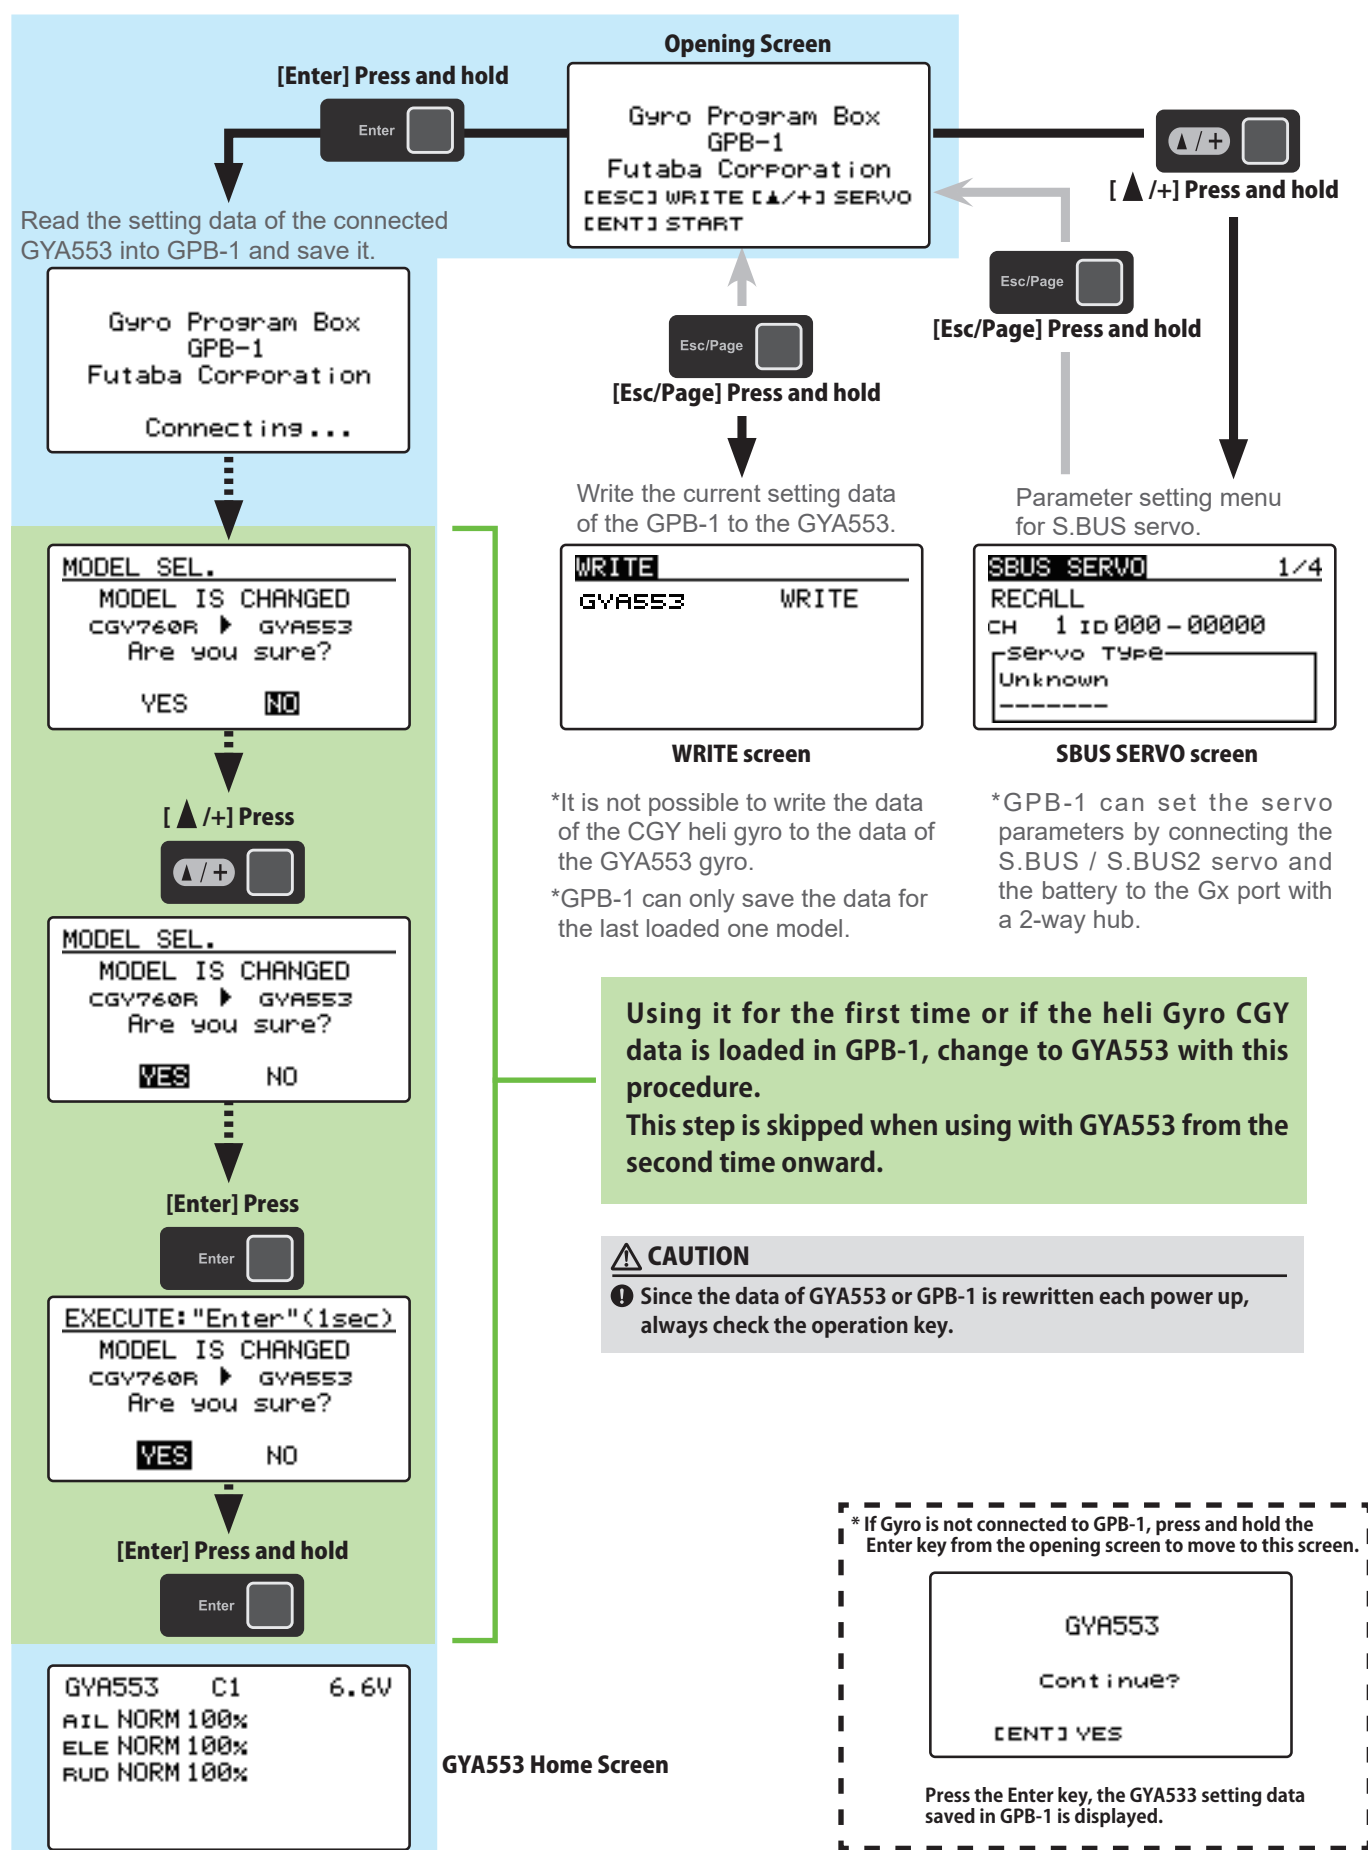 Opening Screen
[Enter] Press and hold
Enter
Gyro Program Box
GPB-1
Futaba Corporation
[ESC] WRITE [▲/+] SERVO
[ENT] START
▲/+
[▲/+] Press and hold
Read the setting data of the connected
GYA553 into GPB-1 and save it.
Gyro Program Box
GPB-1
Futaba Corporation
Connecting...
Esc/Page
[Esc/Page] Press and hold
Esc/Page
[Esc/Page] Press and hold
Write the current setting data
of the GPB-1 to the GYA553.
WRITE
GYA553 WRITE
WRITE screen
*It is not possible to write the data
of the CGY heli gyro to the data of
the GYA553 gyro.
*GPB-1 can only save the data for
the last loaded one model.
Parameter setting menu
for S.BUS servo.
SBUS SERVO 1/4
RECALL
CH 1 ID 000-00000
Servo Type
Unknown
-------
SBUS SERVO screen
*GPB-1 can set the servo
parameters by connecting the
S.BUS / S.BUS2 servo and
the battery to the Gx port with
a 2-way hub.
MODEL SEL.
MODEL IS CHANGED
CGY760R ▶ GYA553
Are you sure?
YES NO
[▲/+] Press
▲/+
MODEL SEL.
MODEL IS CHANGED
CGY760R ▶ GYA553
Are you sure?
YES NO
[Enter] Press
Enter
EXECUTE:"Enter"(1sec)
MODEL IS CHANGED
CGY760R ▶ GYA553
Are you sure?
YES NO
[Enter] Press and hold
Enter
Using it for the first time or if the heli Gyro CGY
data is loaded in GPB-1, change to GYA553 with this
procedure.
This step is skipped when using with GYA553 from the
second time onward.
CAUTION
Since the data of GYA553 or GPB-1 is rewritten each power up,
always check the operation key.
GYA553 C1 6.6V
AIL NORM 100%
ELE NORM 100%
RUD NORM 100%
GYA553 Home Screen
* If Gyro is not connected to GPB-1, press and hold the
Enter key from the opening screen to move to this screen.
GYA553
Continue?
[ENT] YES
Press the Enter key, the GYA533 setting data
saved in GPB-1 is displayed.